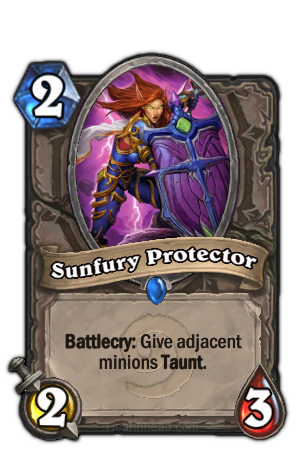 2
Sunfury Protector
Battlecry: Give adjacent
minions Taunt.
2
3